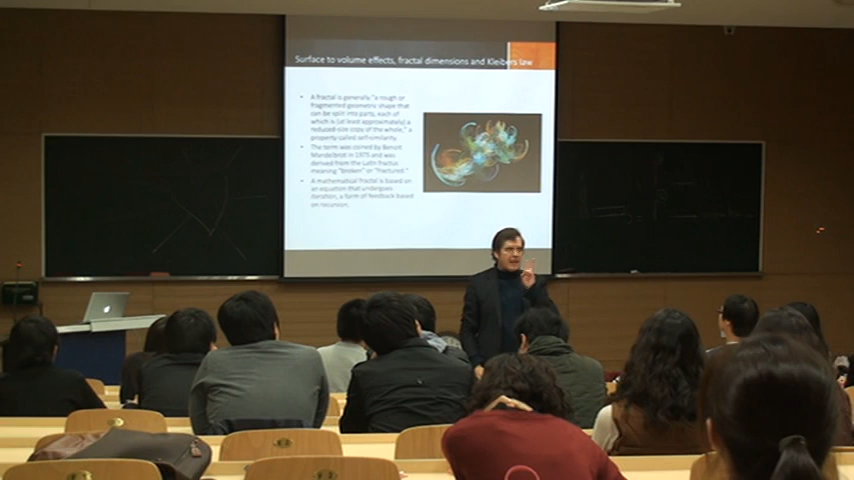 Surface to volume effects, fractal dimensions and Kleibers law
• A fractal is generally "a rough or
fragmented geometric shape that
can be split into parts, each of
which is (at least approximately) a
reduced-size copy of the whole," a
property called self-similarity.
• The term was coined by Benoît
Mandelbrot in 1975 and was
derived from the Latin fractus
meaning "broken" or "fractured."
• A mathematical fractal is based on
an equation that undergoes
iteration, a form of feedback based
on recursion.